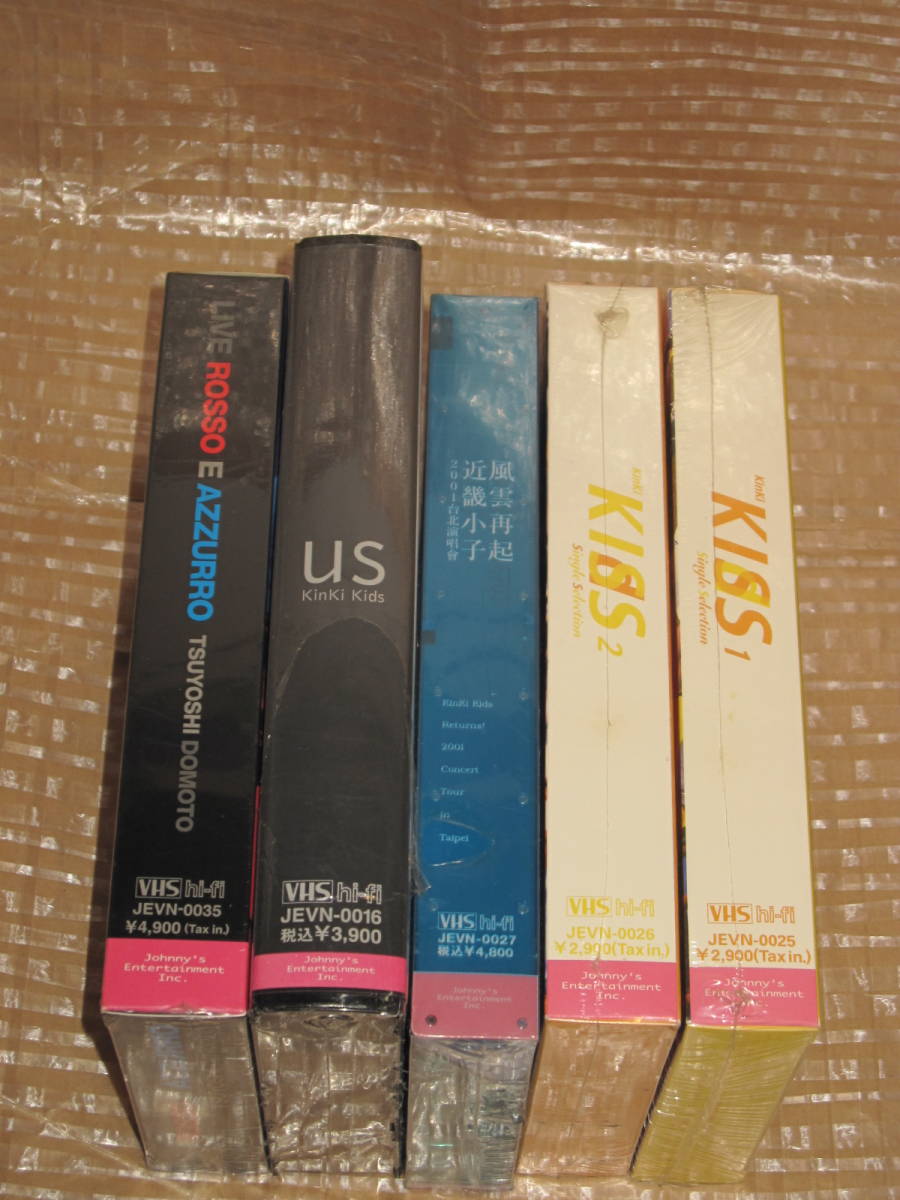 LIVE ROSSO E AZZURRO TSUYOSHI DOMOTO
VHS hi-fi
JEVN-0035
¥4,900 (Tax in.)
Johnny's
Entertainment
Inc.
us
KinKi Kids
VHS hi-fi
JEVN-0016
税込¥3,900
Johnny's
Entertainment
Inc.
風雲再起
近畿小子
2001台北演唱會
KinKi Kids
Returns!
2001
Concert
Tour
in
Taipei
VHS hi-fi
JEVN-0027
税込¥4,800
Johnny's
Entertainment
Inc
KinKi
KISS 2
Single Selection
VHS hi-fi
JEVN-0026
¥2,900(Tax in.)
Johnny's
Entertainment
Inc.
KinKi
KISS 1
Single Selection
VHS hi-fi
JEVN-0025
¥2,900(Tax in.)
Johnny's
Entertainment
Inc.